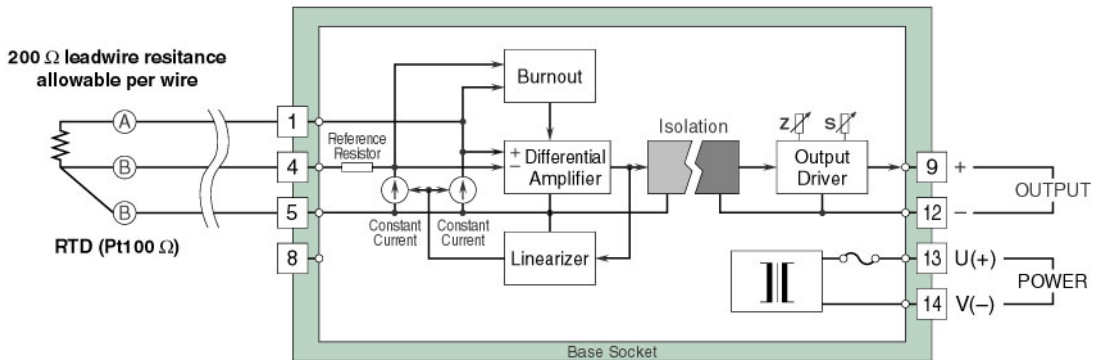 200 Ω leadwire resitance
allowable per wire
A
B
B
RTD (Pt100 Ω)
1
4
5
8
Reference
Resistor
Burnout
+
−
Differential
Amplifier
Constant
Current
Constant
Current
Linearizer
Isolation
Z
S
Output
Driver
9 +
12 −
OUTPUT
13 U(+)
14 V(−)
POWER
Base Socket